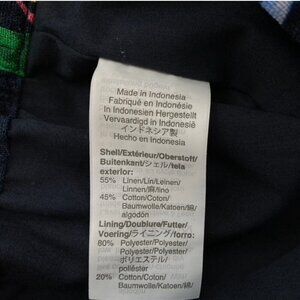 Made in Indonesia
Fabriqué en Indonésie
In Indonesien Hergestellt
Vervaardigd in Indonesie
インドネシア製
Hecho en Indonesia
Shell/Extérieur/Oberstoff/
Buitenkant/シェル/tela
exterior:
55% Linen/Lin/Leinen/
Linnen/麻/lino
45% Cotton/Coton/
Baumwolle/Katoen/綿/
algodón
Lining/Doublure/Futter/
Voering/ライニング/forro:
80% Polyester/Polyester/
Polyester/Polyester/
ポリエステル/
poliéster
20% Cotton/Coton/
Baumwolle/Katoen/綿/